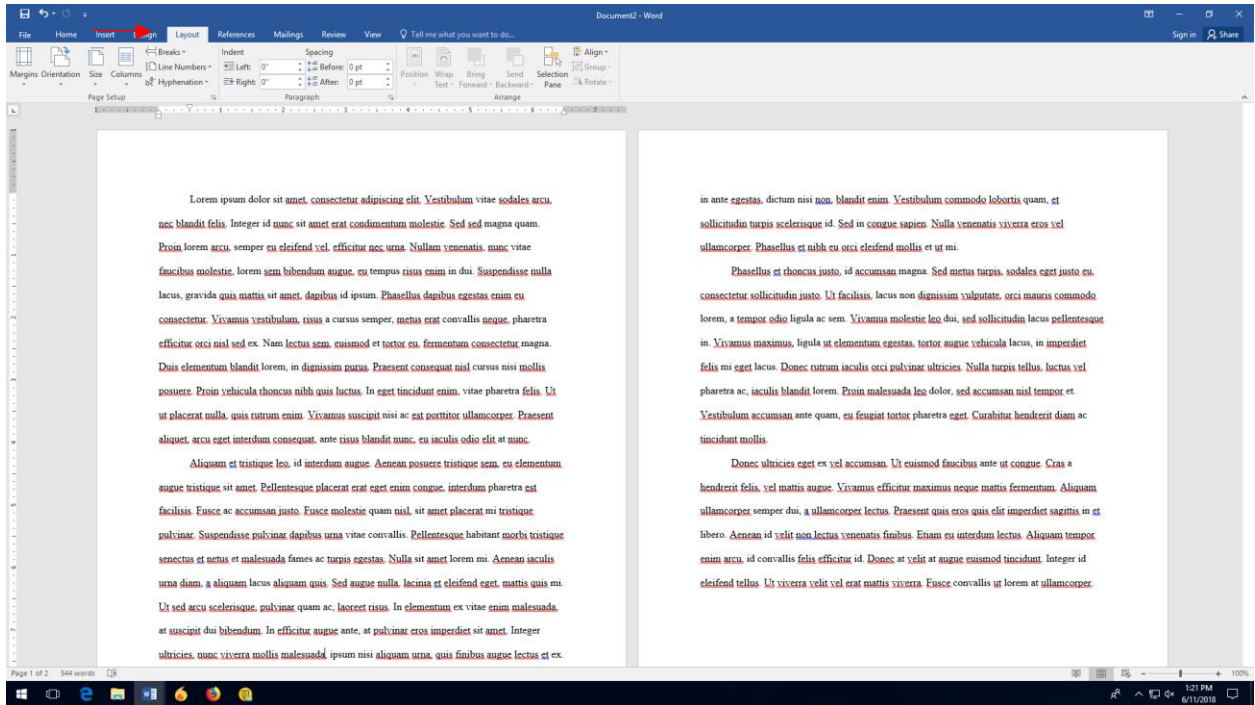 Document2 - Word
File Home Insert Design Layout References Mailings Review View Tell me what you want to do... Sign in Share
Margins Orientation Size Columns Breaks Line Numbers Hyphenation Page Setup
Indent Left: 0" Right: 0" Spacing Before: 0 pt After: 0 pt Paragraph
Position Wrap Text Bring Forward Send Backward Selection Pane Align Group Rotate Arrange
1 2 3 4 5 6 7
Lorem ipsum dolor sit amet, consectetur adipiscing elit. Vestibulum vitae sodales arcu,
nec blandit felis. Integer id nunc sit amet erat condimentum molestie. Sed sed magna quam.
Proin lorem arcu, semper eu eleifend vel, efficitur nec urna. Nullam venenatis, nunc vitae
faucibus molestie, lorem sem bibendum augue, eu tempus risus enim in dui. Suspendisse nulla
lacus, gravida quis mattis sit amet, dapibus id ipsum. Phasellus dapibus egestas enim eu
consectetur. Vivamus vestibulum, risus a cursus semper, metus erat convallis neque, pharetra
efficitur orci nisl sed ex. Nam lectus sem, euismod et tortor eu, fermentum consectetur magna.
Duis elementum blandit lorem, in dignissim purus. Praesent consequat nisl cursus nisi mollis
posuere. Proin vehicula rhoncus nibh quis luctus. In eget tincidunt enim, vitae pharetra felis. Ut
ut placerat nulla, quis rutrum enim. Vivamus suscipit nisi ac est porttitor ullamcorper. Praesent
aliquet, arcu eget interdum consequat, ante risus blandit nunc, eu iaculis odio elit at nunc.
Aliquam et tristique leo, id interdum augue. Aenean posuere tristique sem, eu elementum
augue tristique sit amet. Pellentesque placerat erat eget enim congue, interdum pharetra est
facilisis. Fusce ac accumsan justo. Fusce molestie quam nisl, sit amet placerat mi tristique
pulvinar. Suspendisse pulvinar dapibus urna vitae convallis. Pellentesque habitant morbi tristique
senectus et netus et malesuada fames ac turpis egestas. Nulla sit amet lorem mi. Aenean iaculis
urna diam, a aliquam lacus aliquam quis. Sed augue nulla, lacinia et eleifend eget, mattis quis mi.
Ut sed arcu scelerisque, pulvinar quam ac, laoreet risus. In elementum ex vitae enim malesuada,
at suscipit dui bibendum. In efficitur augue ante, at pulvinar eros imperdiet sit amet. Integer
ultricies, nunc viverra mollis malesuada, ipsum nisi aliquam urna, quis finibus augue lectus et ex.
in ante egestas, dictum nisi non, blandit enim. Vestibulum commodo lobortis quam, et
sollicitudin turpis scelerisque id. Sed in congue sapien. Nulla venenatis viverra eros vel
ullamcorper. Phasellus et nibh eu orci eleifend mollis et ut mi.
Phasellus et rhoncus justo, id accumsan magna. Sed metus turpis, sodales eget justo eu,
consectetur sollicitudin justo. Ut facilisis, lacus non dignissim vulputate, orci mauris commodo
lorem, a tempor odio ligula ac sem. Vivamus molestie leo dui, sed sollicitudin lacus pellentesque
in. Vivamus maximus, ligula ut elementum egestas, tortor augue vehicula lacus, in imperdiet
felis mi eget lacus. Donec rutrum iaculis orci pulvinar ultricies. Nulla turpis tellus, luctus vel
pharetra ac, iaculis blandit lorem. Proin malesuada leo dolor, sed accumsan nisl tempor et.
Vestibulum accumsan ante quam, eu feugiat tortor pharetra eget. Curabitur hendrerit diam ac
tincidunt mollis.
Donec ultricies eget ex vel accumsan. Ut euismod faucibus ante ut congue. Cras a
hendrerit felis, vel mattis augue. Vivamus efficitur maximus neque mattis fermentum. Aliquam
ullamcorper semper dui, a ullamcorper lectus. Praesent quis eros quis elit imperdiet sagittis in et
libero. Aenean id velit non lectus venenatis finibus. Etiam eu interdum lectus. Aliquam tempor
enim arcu, id convallis felis efficitur id. Donec at velit at augue euismod tincidunt. Integer id
eleifend tellus. Ut viverra velit vel erat mattis viverra. Fusce convallis ut lorem at ullamcorper.
Page 1 of 2 544 words 100%
1:21 PM
6/11/2018